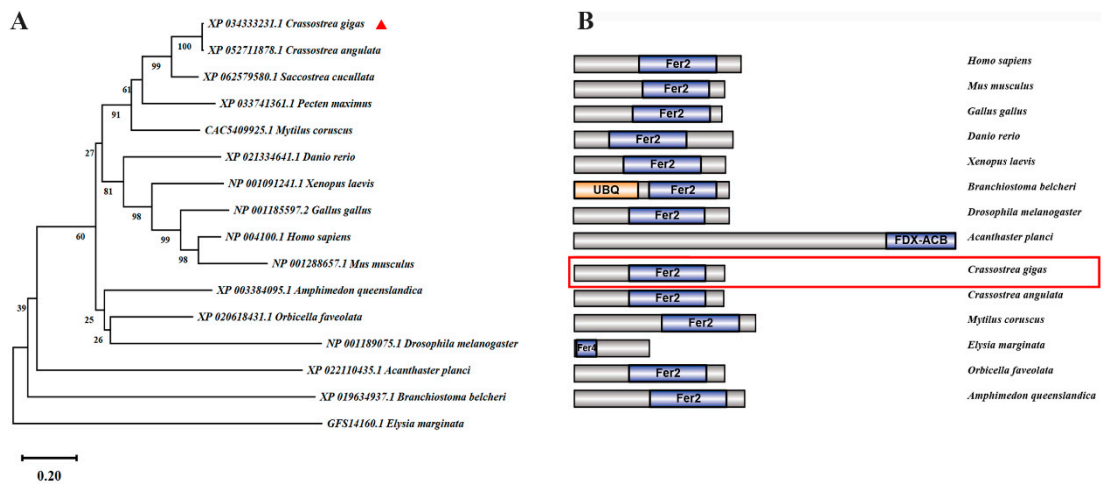 A
XP 034333231.1 Crassostrea gigas
100
XP 052711878.1 Crassostrea angulata
99
XP 062579580.1 Saccostrea cucullata
61
XP 033741361.1 Pecten maximus
91
CAC5409925.1 Mytilus coruscus
27
XP 021334641.1 Danio rerio
81
NP 001091241.1 Xenopus laevis
98
NP 001185597.2 Gallus gallus
99
NP 004100.1 Homo sapiens
98
NP 001288657.1 Mus musculus
60
XP 003384095.1 Amphimedon queenslandica
25
XP 020618431.1 Orbicella faveolata
26
NP 001189075.1 Drosophila melanogaster
39
XP 022110435.1 Acanthaster planci
XP 019634937.1 Branchiostoma belcheri
GFS14160.1 Elysia marginata
0.20
B
Fer2 Homo sapiens
Fer2 Mus musculus
Fer2 Gallus gallus
Fer2 Danio rerio
Fer2 Xenopus laevis
UBQ Fer2 Branchiostoma belcheri
Fer2 Drosophila melanogaster
FDX-ACB Acanthaster planci
Fer2 Crassostrea gigas
Fer2 Crassostrea angulata
Fer2 Mytilus coruscus
Fer4 Elysia marginata
Fer2 Orbicella faveolata
Fer2 Amphimedon queenslandica